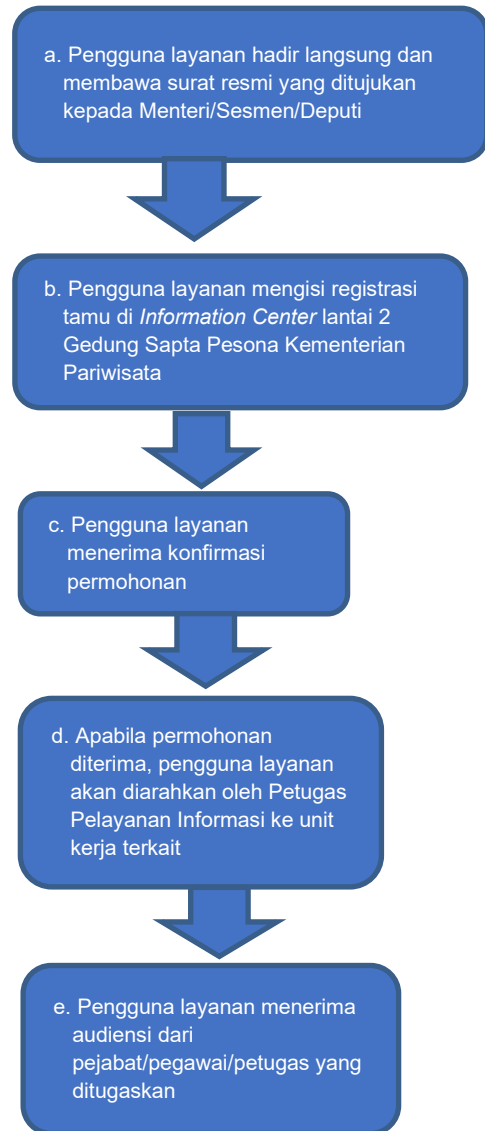 a. Pengguna layanan hadir langsung dan
membawa surat resmi yang ditujukan
kepada Menteri/Sesmen/Deputi
b. Pengguna layanan mengisi registrasi
tamu di Information Center lantai 2
Gedung Sapta Pesona Kementerian
Pariwisata
c. Pengguna layanan
menerima konfirmasi
permohonan
d. Apabila permohonan
diterima, pengguna layanan
akan diarahkan oleh Petugas
Pelayanan Informasi ke unit
kerja terkait
e. Pengguna layanan menerima
audiensi dari
pejabat/pegawai/petugas yang
ditugaskan